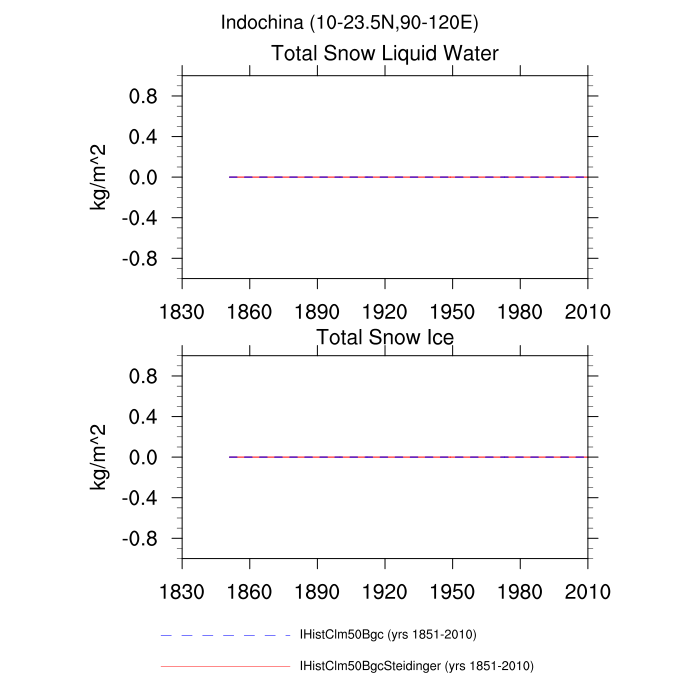 Indochina (10-23.5N,90-120E)
Total Snow Liquid Water
0.8
0.4
0.0
-0.4
-0.8
kg/m^2
1830 1860 1890 1920 1950 1980 2010
Total Snow Ice
0.8
0.4
0.0
-0.4
-0.8
kg/m^2
1830 1860 1890 1920 1950 1980 2010
IHistClm50Bgc (yrs 1851-2010)
IHistClm50BgcSteidinger (yrs 1851-2010)